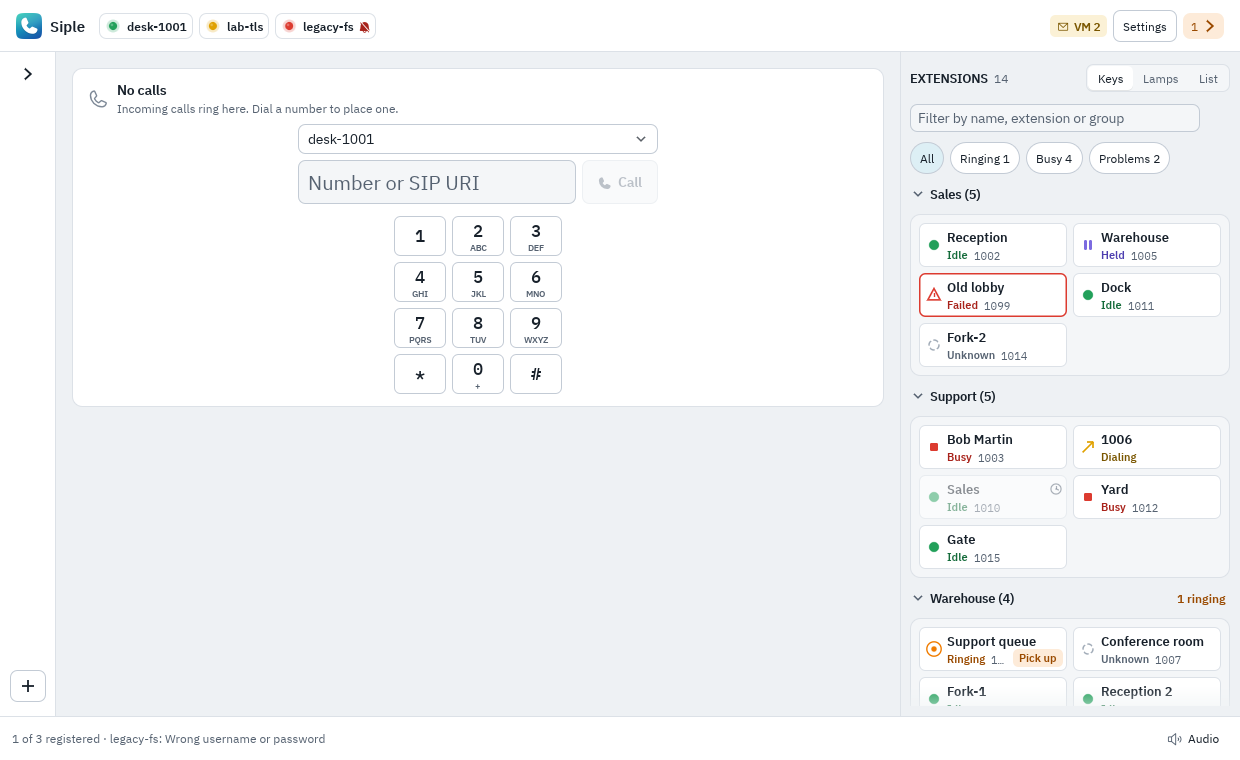 Siple
desk-1001
lab-tls
legacy-fs
VM 2
Settings
1
No calls
Incoming calls ring here. Dial a number to place one.
desk-1001
Number or SIP URI
Call
1
2
ABC
3
DEF
4
GHI
5
JKL
6
MNO
7
PQRS
8
TUV
9
WXYZ
*
0
+
#
EXTENSIONS 14
Keys
Lamps
List
Filter by name, extension or group
All
Ringing 1
Busy 4
Problems 2
Sales (5)
Reception
Idle 1002
Warehouse
Held 1005
Old lobby
Failed 1099
Dock
Idle 1011
Fork-2
Unknown 1014
Support (5)
Bob Martin
Busy 1003
1006
Dialing
Sales
Idle 1010
Yard
Busy 1012
Gate
Idle 1015
Warehouse (4)
1 ringing
Support queue
Ringing 1…
Pick up
Conference room
Unknown 1007
Fork-1
Reception 2
1 of 3 registered · legacy-fs: Wrong username or password
Audio